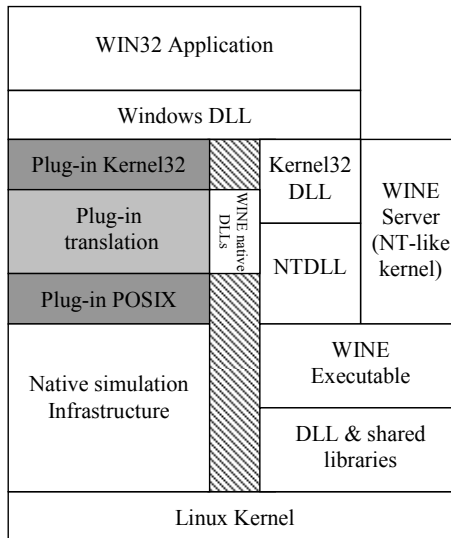 WIN32 Application
Windows DLL
Plug-in Kernel32
Plug-in
translation
Plug-in POSIX
Native simulation
Infrastructure
WINE native
DLLs
Kernel32
DLL
NTDLL
WINE
Server
(NT-like
kernel)
WINE
Executable
DLL & shared
libraries
Linux Kernel